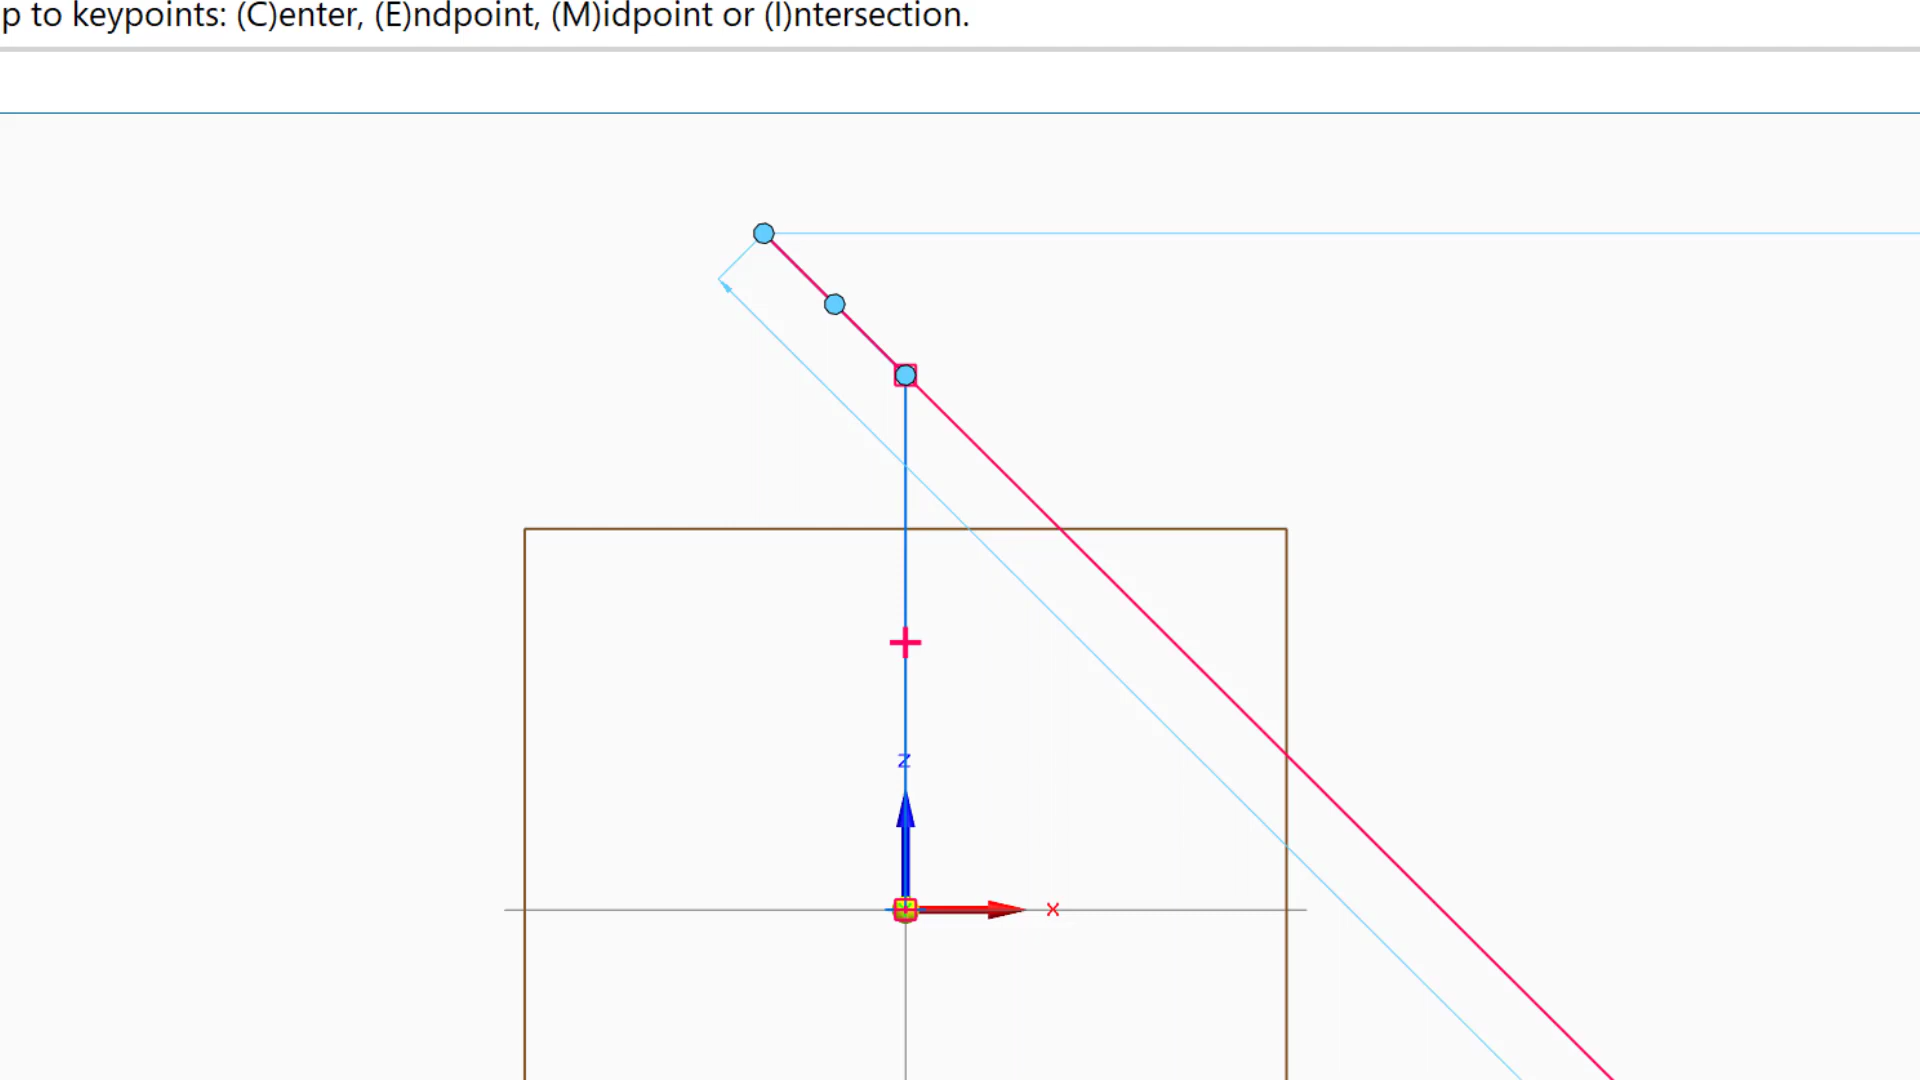 p to keypoints: (C)enter, (E)ndpoint, (M)idpoint or (I)ntersection.
z
x